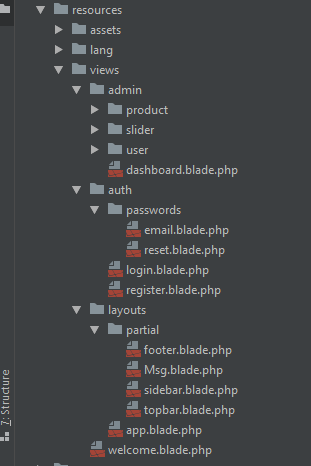 resources
assets
lang
views
admin
product
slider
user
dashboard.blade.php
auth
passwords
email.blade.php
reset.blade.php
login.blade.php
register.blade.php
layouts
partial
footer.blade.php
Msg.blade.php
sidebar.blade.php
topbar.blade.php
app.blade.php
welcome.blade.php
7: Structure